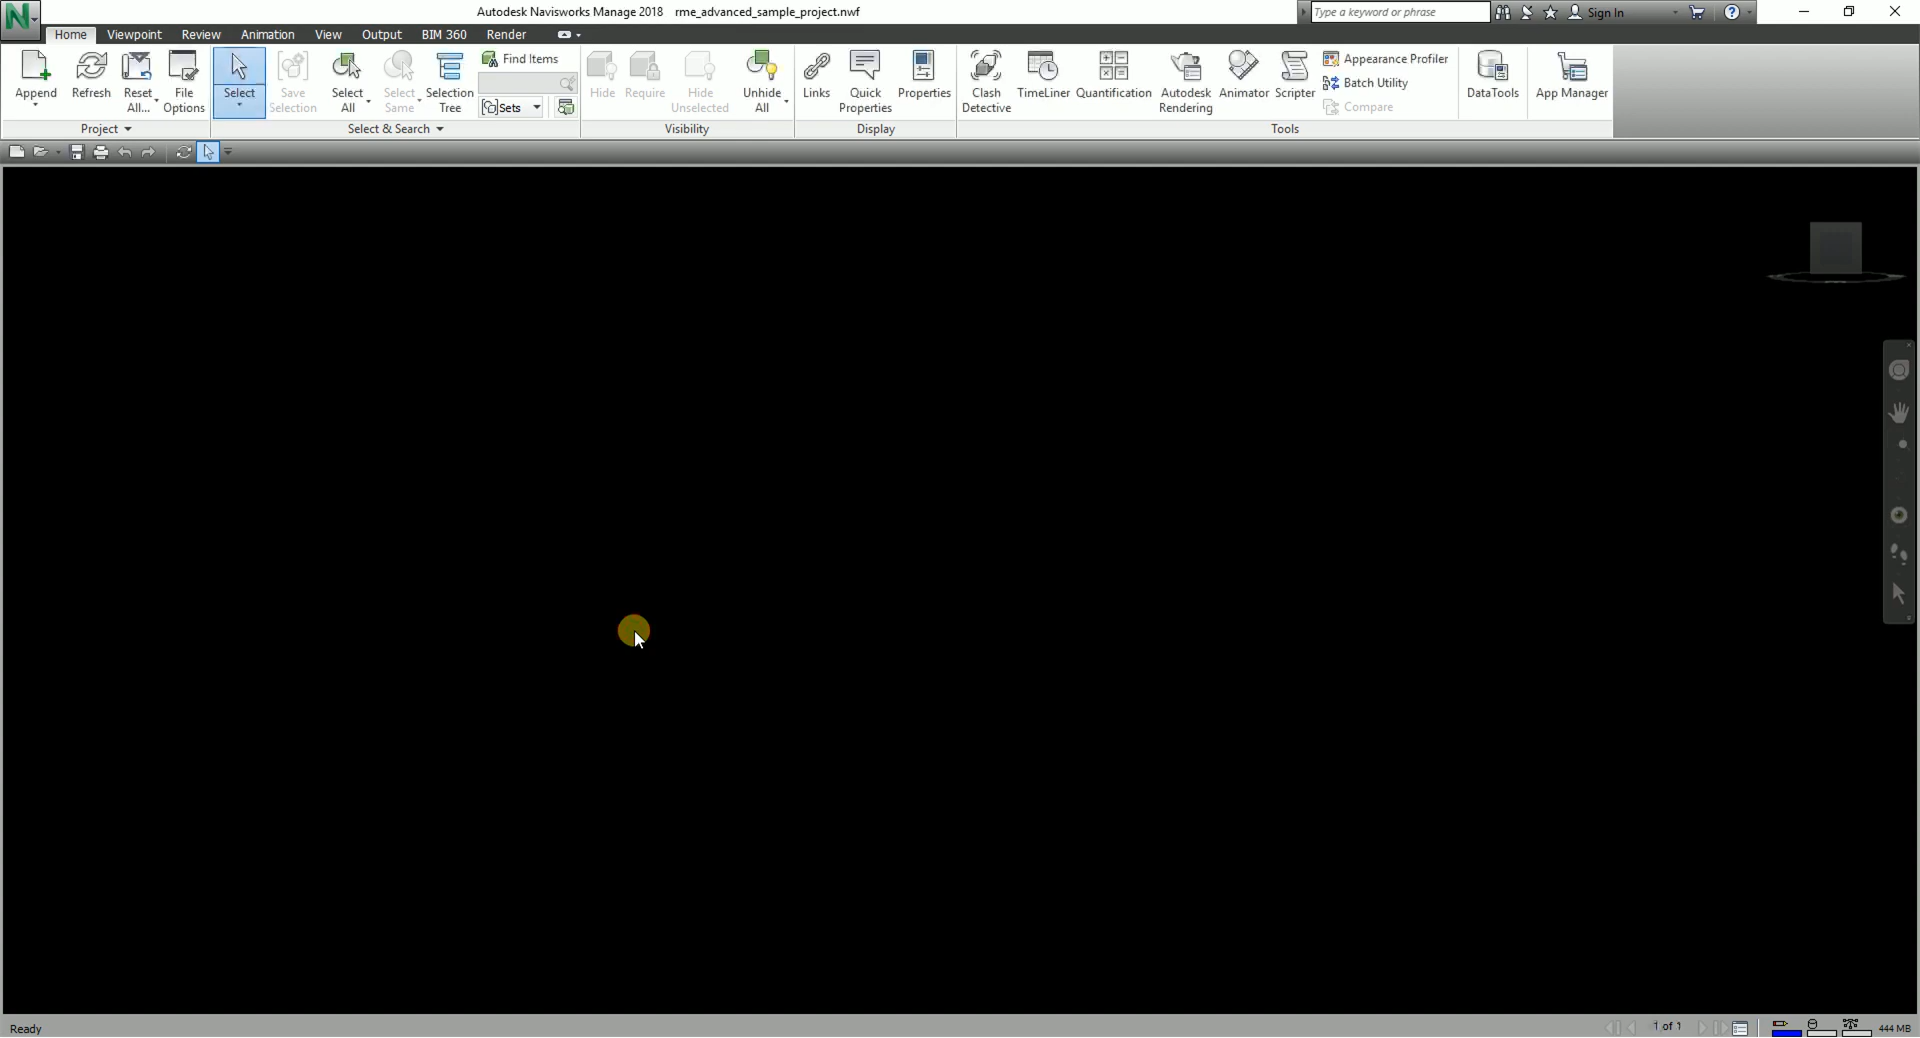 Autodesk Navisworks Manage 2018 rme_advanced_sample_project.nwf
Type a keyword or phrase
Sign In
Home Viewpoint Review Animation View Output BIM 360 Render
Append
Refresh
Reset
All...
File
Options
Project
Select
Save
Selection
Select
All
Select
Same
Selection
Tree
Find Items
Sets
Select & Search
Hide
Require
Hide
Unselected
Unhide
All
Visibility
Links
Quick
Properties
Properties
Display
Clash
Detective
TimeLiner
Quantification
Autodesk
Rendering
Animator
Scripter
Appearance Profiler
Batch Utility
Compare
Tools
DataTools
App Manager
Ready
1 of 1
444 MB